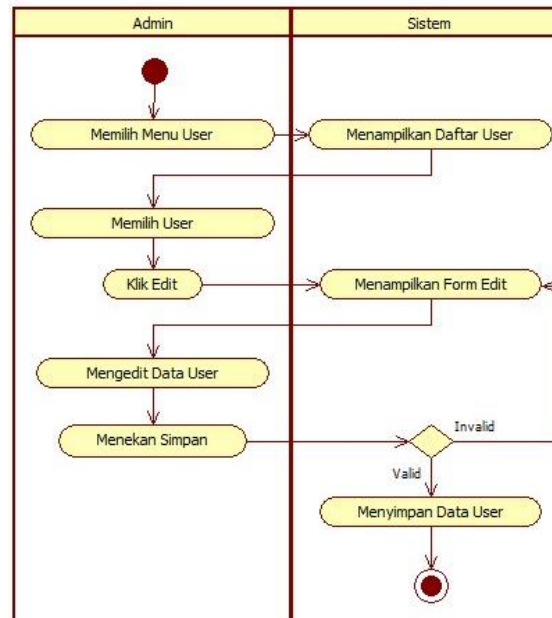 Admin
Sistem
Memilih Menu User
Menampilkan Daftar User
Memilih User
Klik Edit
Menampilkan Form Edit
Mengedit Data User
Menekan Simpan
Invalid
Valid
Menyimpan Data User